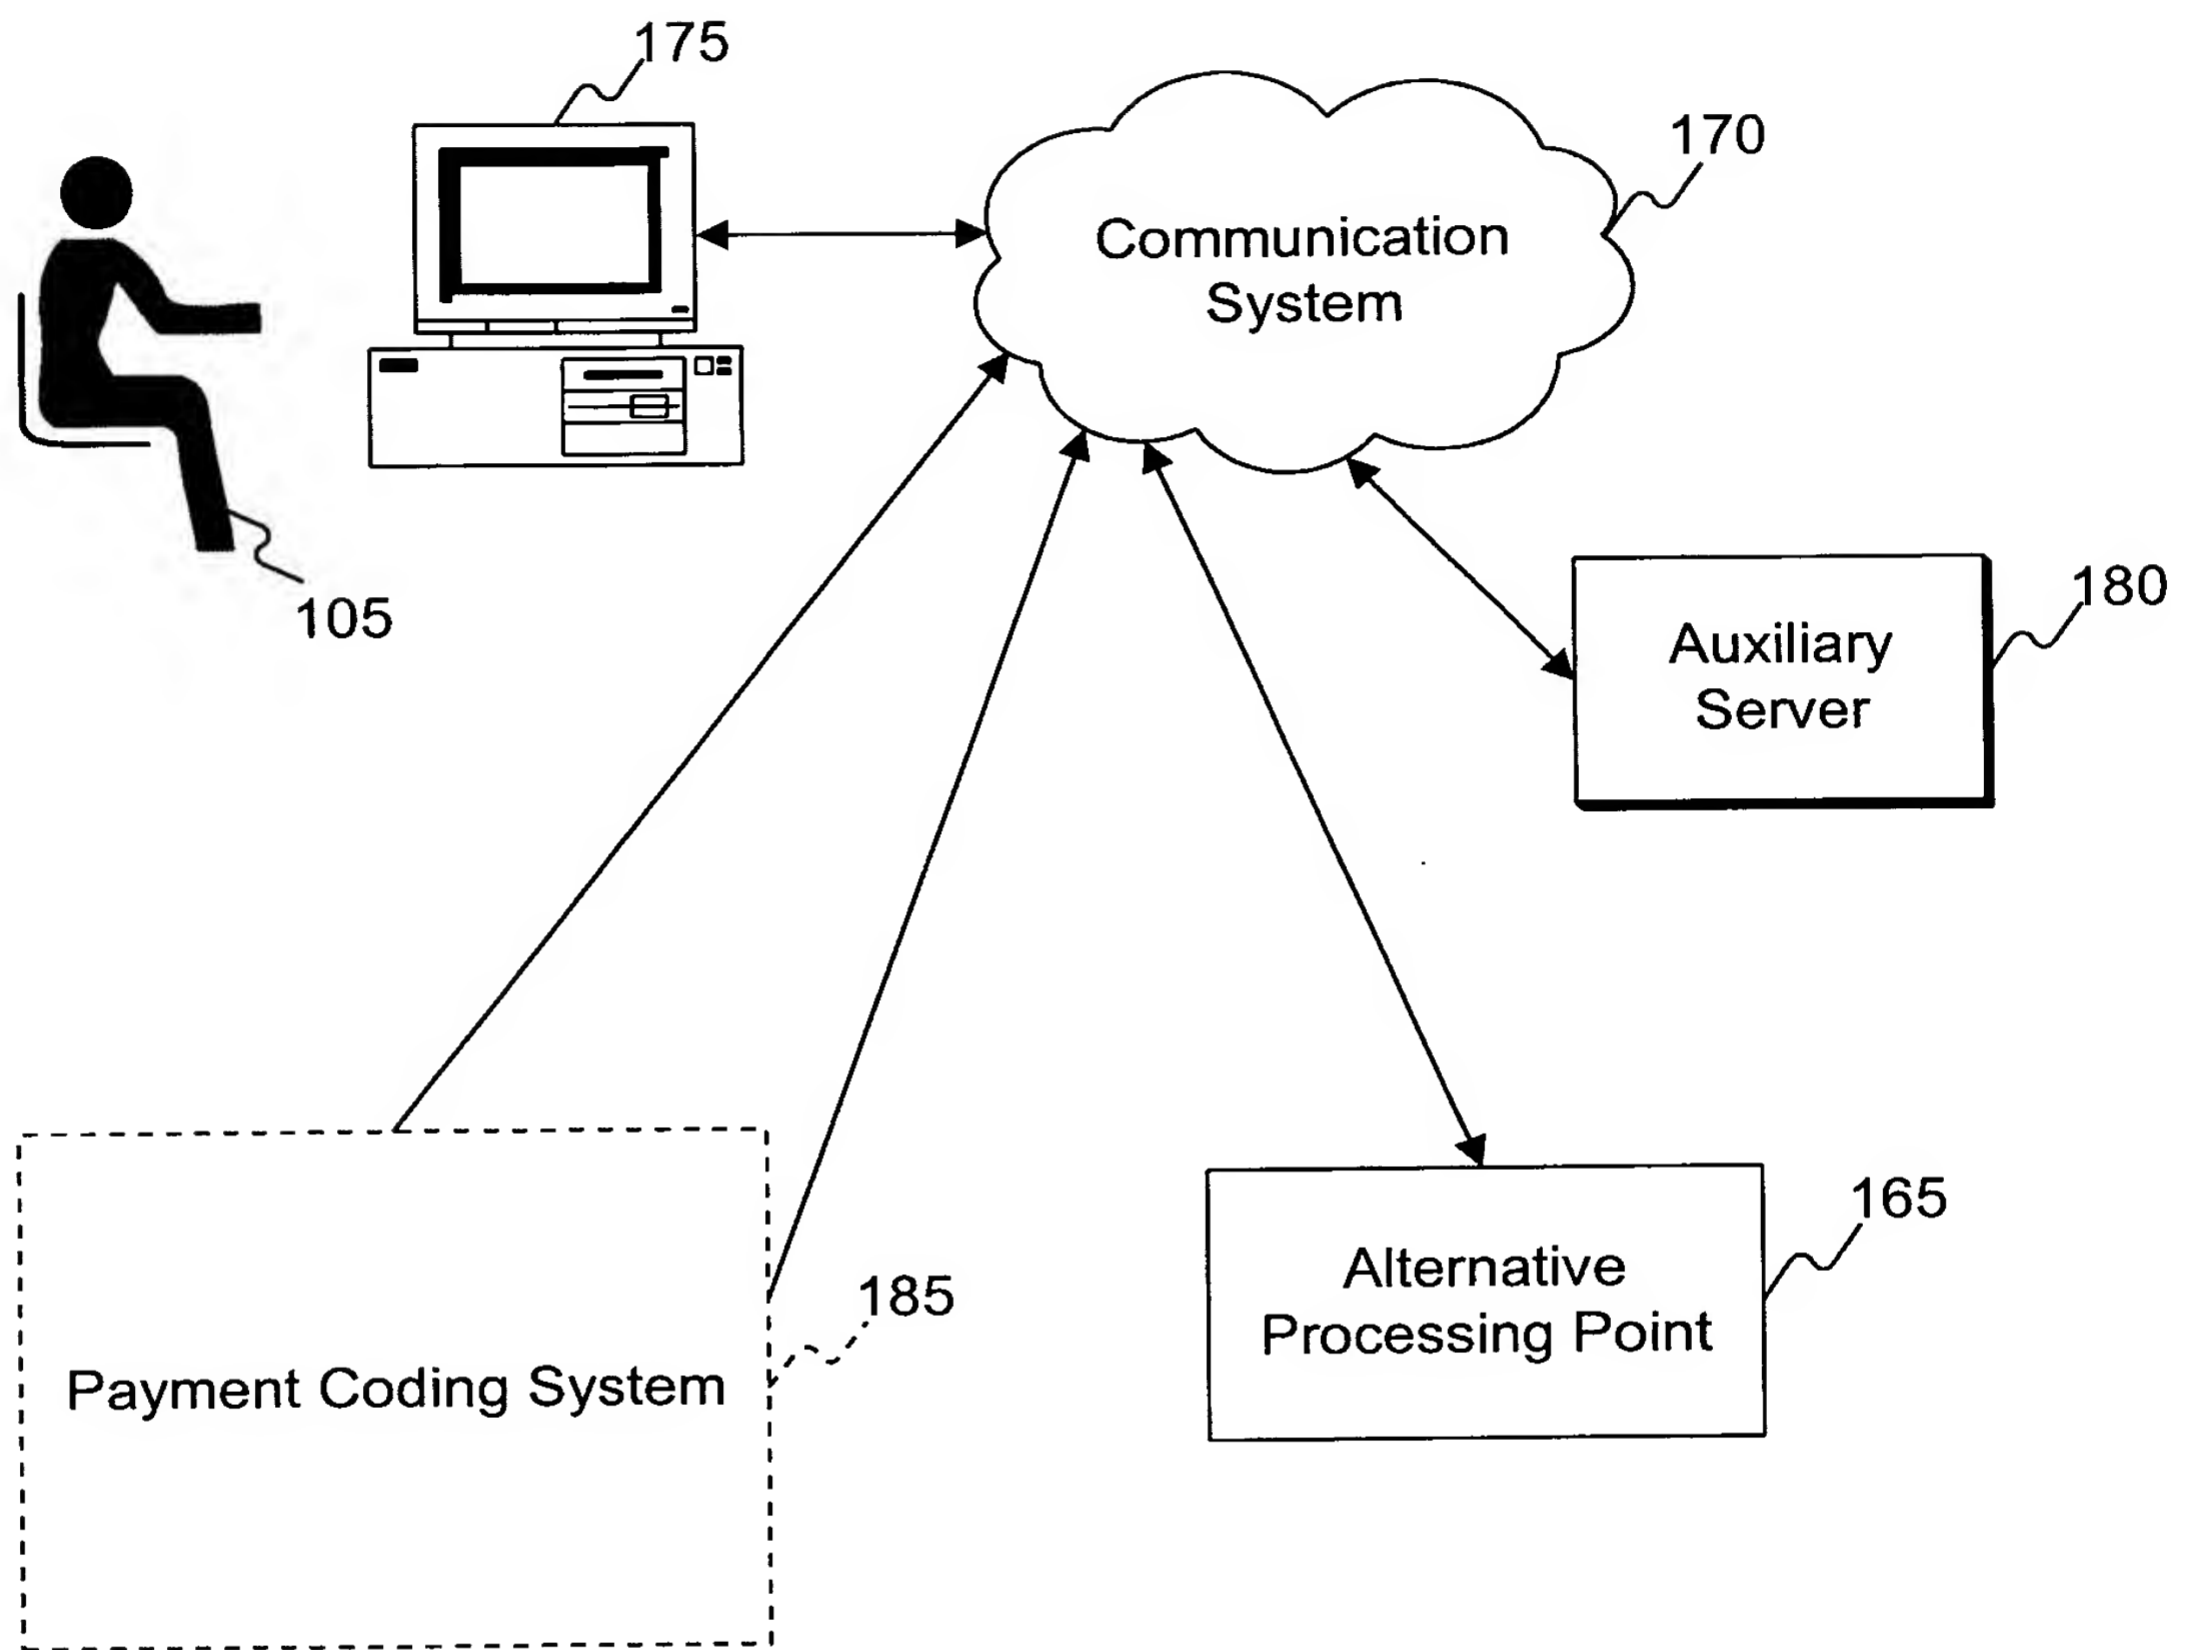 175
170
Communication
System
105
180
Auxiliary
Server
165
Alternative
Processing Point
185
Payment Coding System